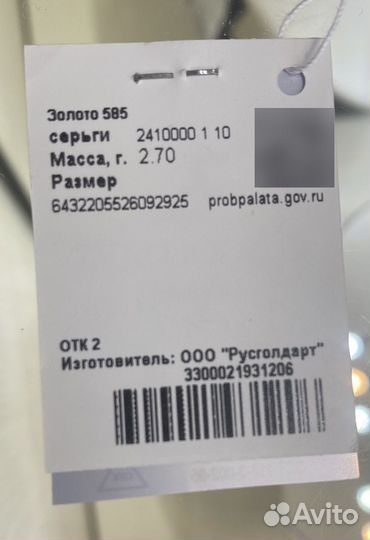 Золото 585
серьги 2410000 1 10
Масса, г. 2.70
Размер
6432205526092925 probpalata.gov.ru
ОТК 2
Изготовитель: ООО "Русголдарт"
3300021931206
Avito